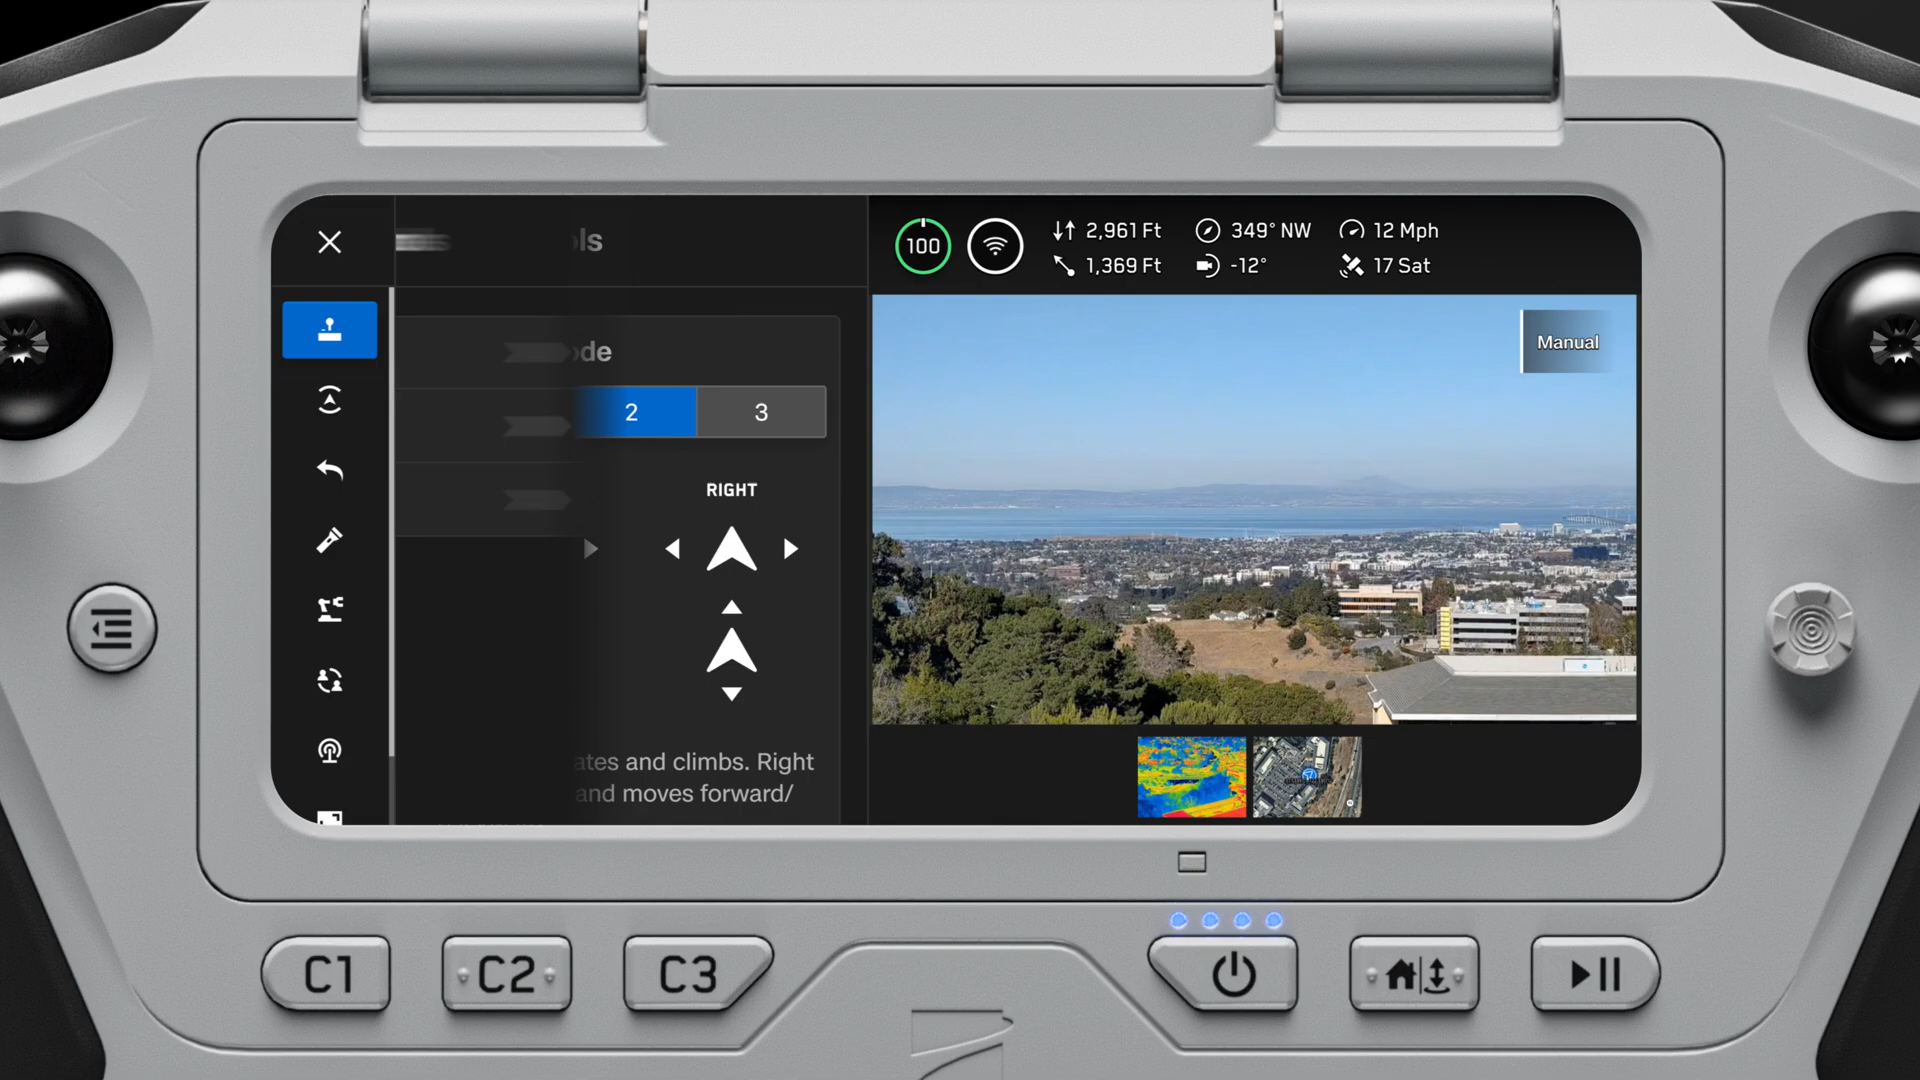 ls
ode
2 3
RIGHT
ates and climbs. Right
and moves forward/
100
2,961 Ft
349° NW
12 Mph
1,369 Ft
-12°
17 Sat
Manual
C1
C2
C3